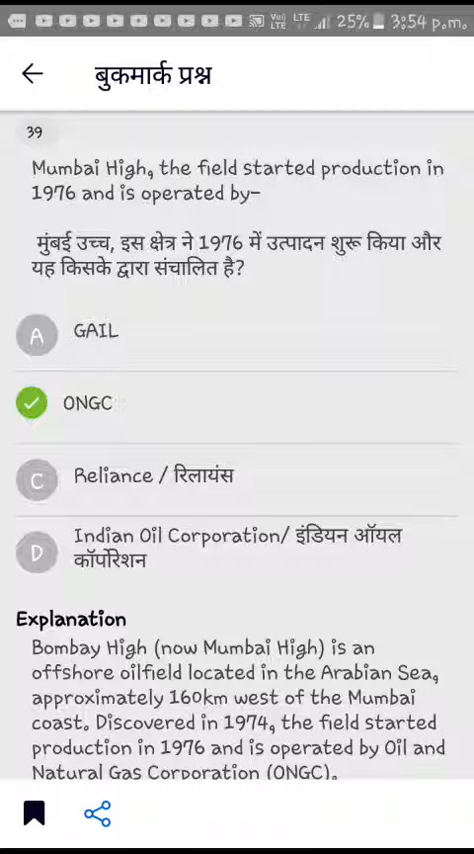 Vo)) LTE LTE 25% 3:54 p.m.
बुकमार्क प्रश्न
39
Mumbai High, the field started production in
1976 and is operated by-
मुंबई उच्च, इस क्षेत्र ने 1976 में उत्पादन शुरू किया और
यह किसके द्वारा संचालित है?
A GAIL
ONGC
C Reliance / रिलायंस
Indian Oil Corporation/ इंडियन ऑयल
D कॉर्पोरेशन
Explanation
Bombay High (now Mumbai High) is an
offshore oilfield located in the Arabian Sea,
approximately 160km west of the Mumbai
coast. Discovered in 1974, the field started
production in 1976 and is operated by Oil and
Natural Gas Corporation (ONGC).